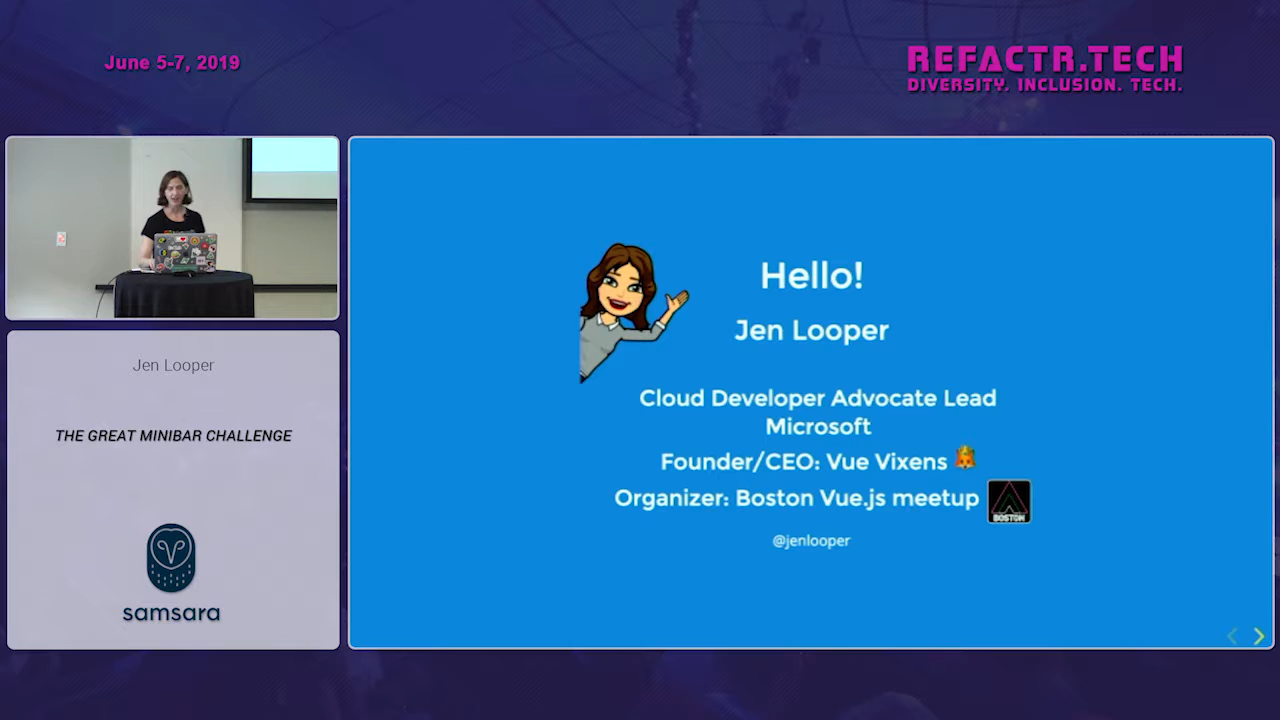 June 5-7, 2019
REFACTR.TECH
DIVERSITY. INCLUSION. TECH.
Jen Looper
THE GREAT MINIBAR CHALLENGE
samsara
Hello!
Jen Looper
Cloud Developer Advocate Lead
Microsoft
Founder/CEO: Vue Vixens
Organizer: Boston Vue.js meetup
BOSTON
@jenlooper